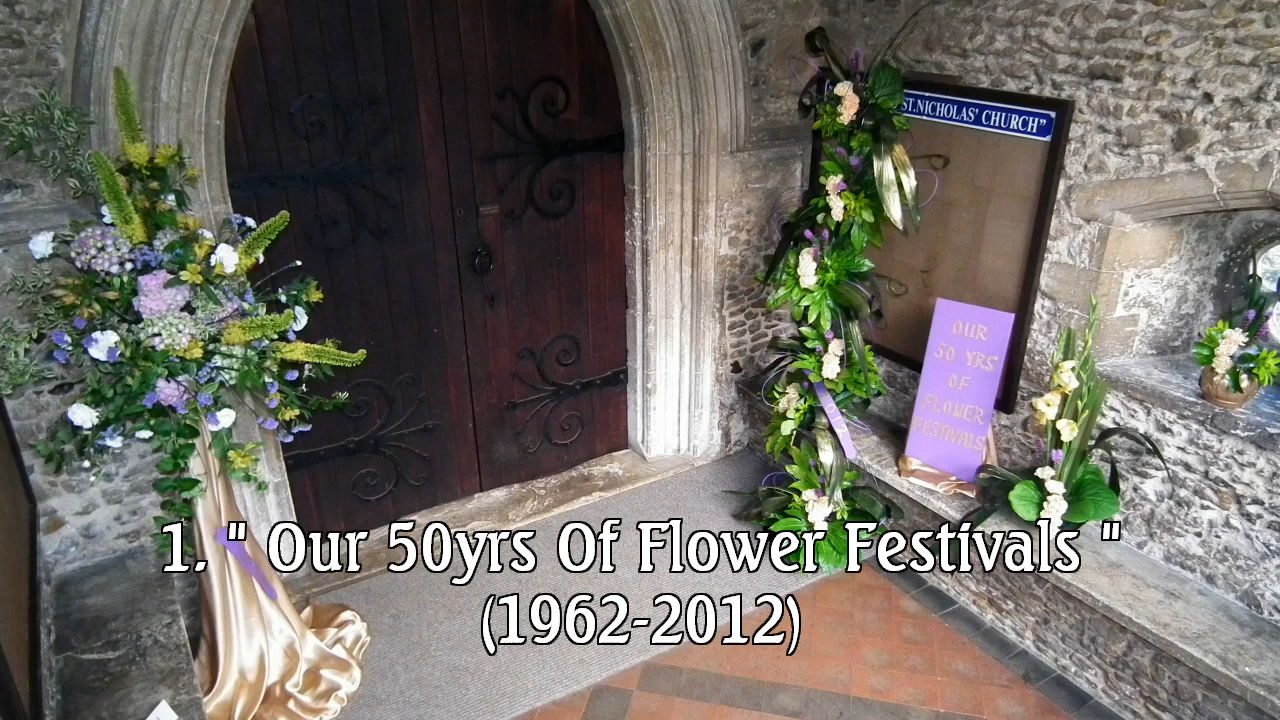 ST.NICHOLAS' CHURCH"
OUR
50 YRS
OF
FLOWER
FESTIVALS
1. " Our 50yrs Of Flower Festivals "
(1962-2012)